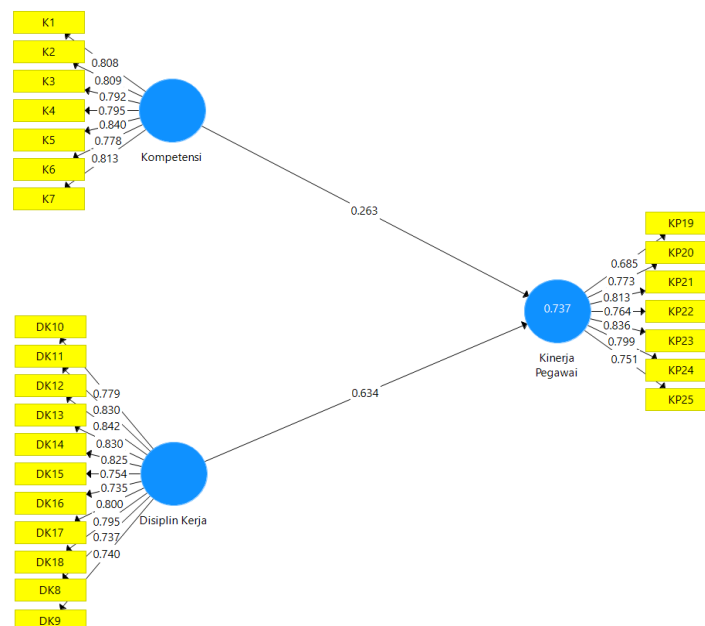 K1
K2
K3
K4
K5
K6
K7
0.808
0.809
0.792
0.795
0.840
0.778
0.813
Kompetensi
0.263
DK10
DK11
DK12
DK13
DK14
DK15
DK16
DK17
DK18
DK8
DK9
0.779
0.830
0.842
0.830
0.825
0.754
0.735
0.800
0.795
0.737
0.740
Disiplin Kerja
0.634
0.737
Kinerja
Pegawai
0.685
0.773
0.813
0.764
0.836
0.799
0.751
KP19
KP20
KP21
KP22
KP23
KP24
KP25